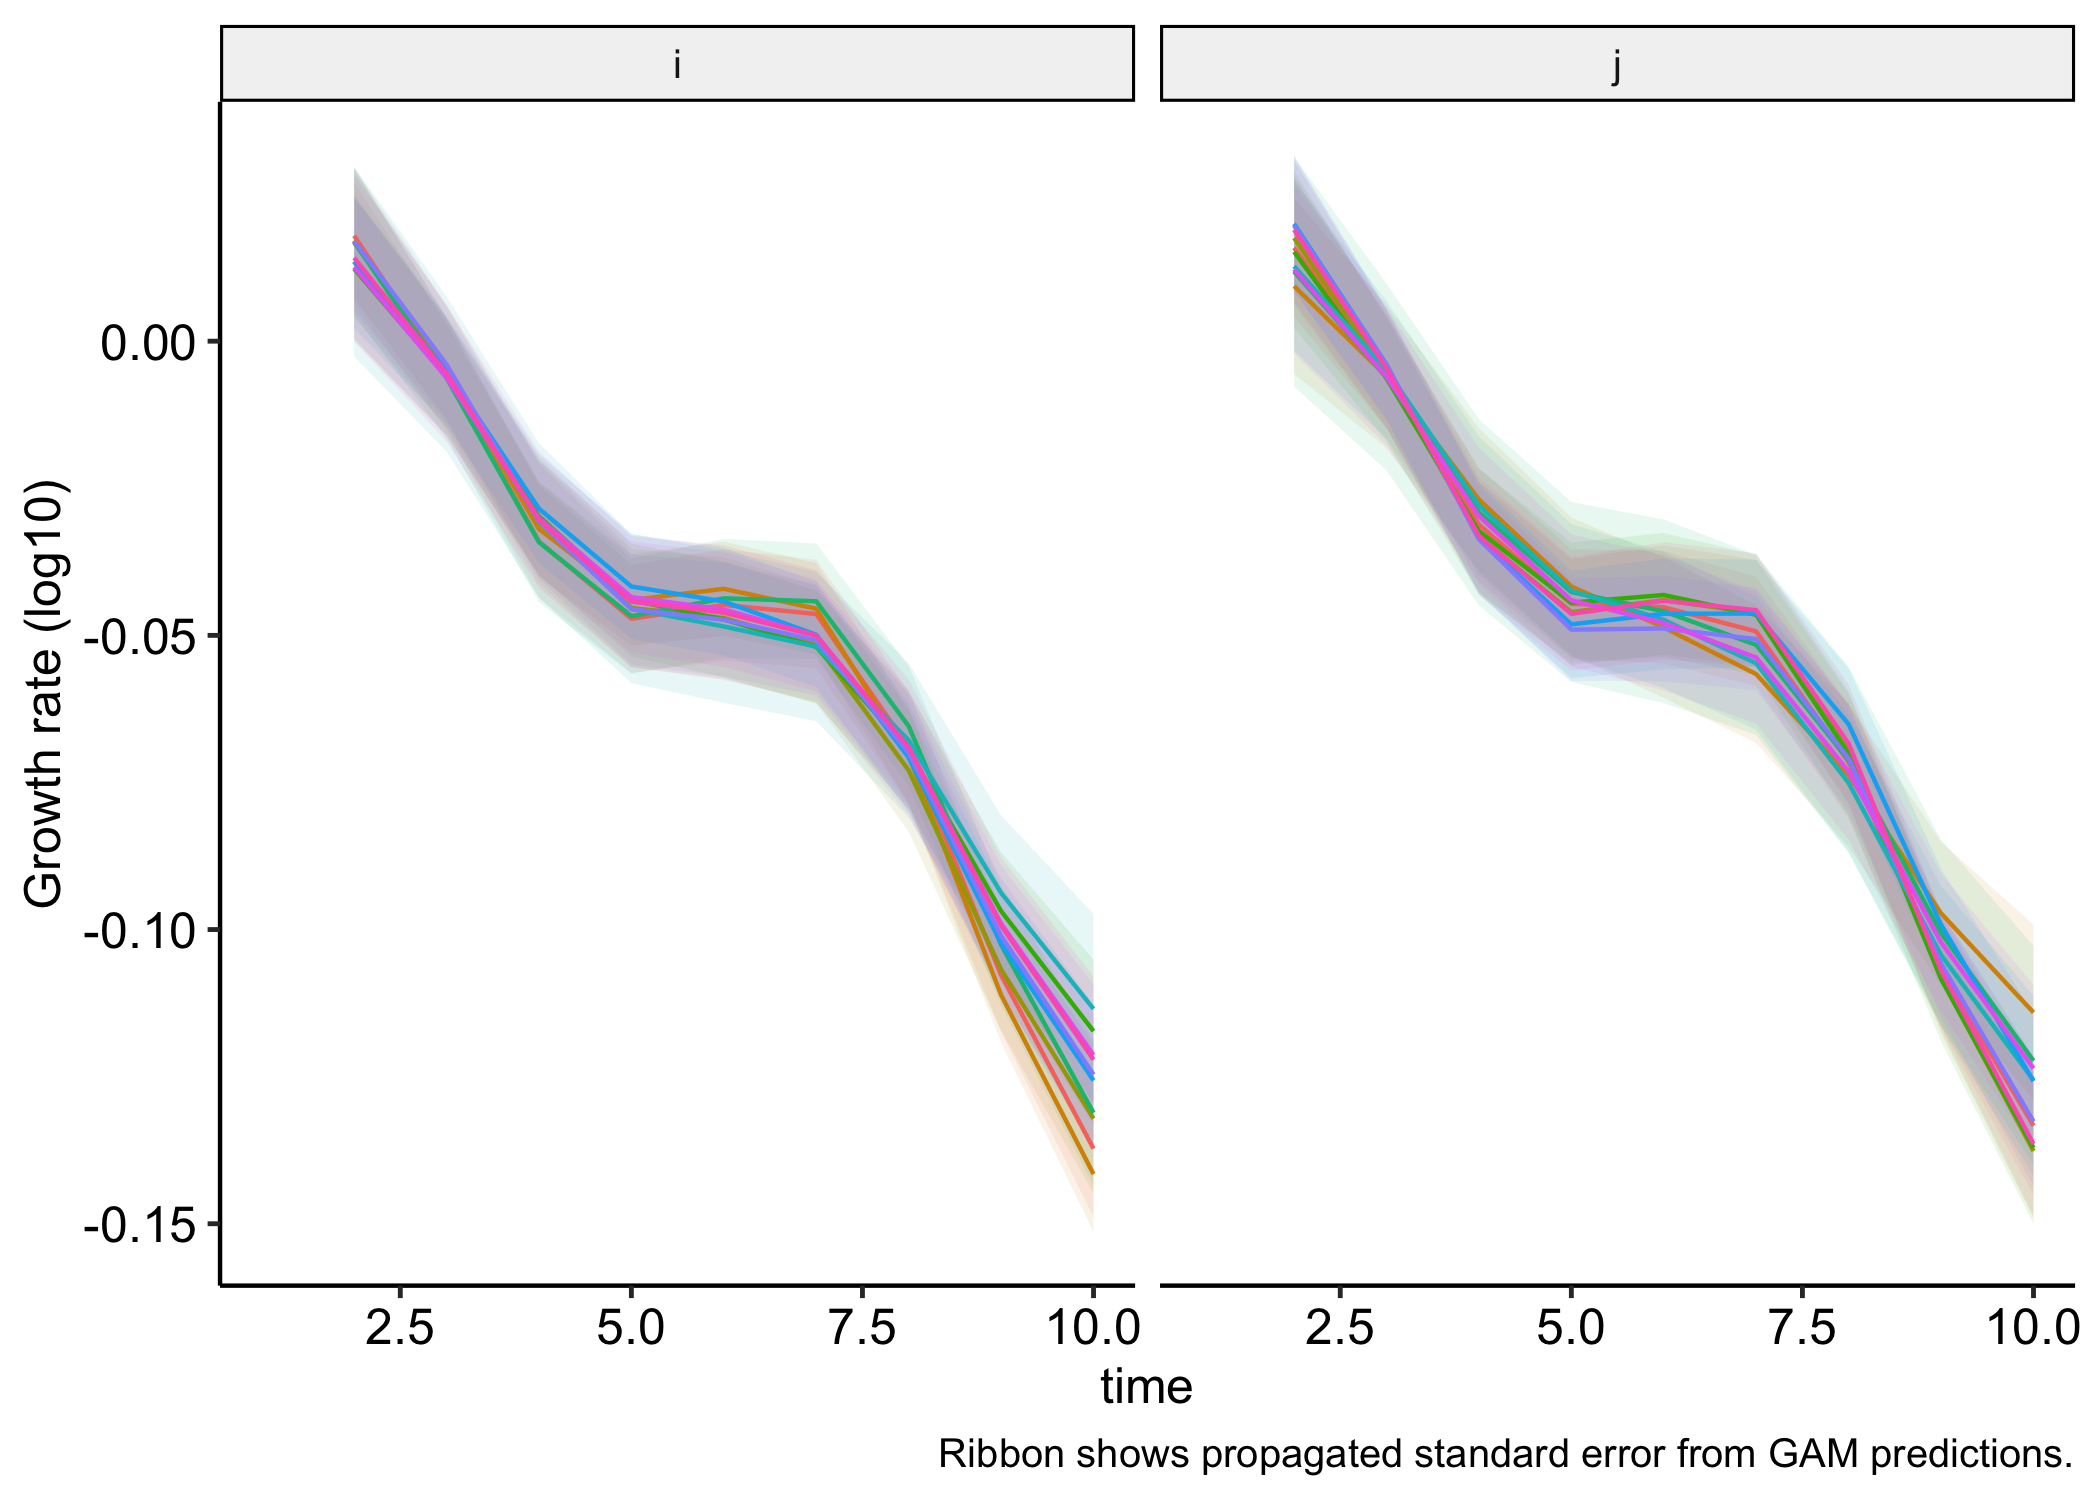 i
j
Growth rate (log10)
0.00
-0.05
-0.10
-0.15
2.5 5.0 7.5 10.0
2.5 5.0 7.5 10.0
time
Ribbon shows propagated standard error from GAM predictions.